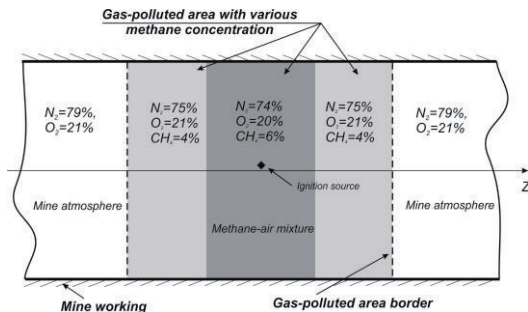 Gas-polluted area with various
methane concentration
N₂=79%,
O₂=21%
N₂=75%
O₂=21%
CH₄=4%
N₂=74%
O₂=20%
CH₄=6%
N₂=75%
O₂=21%
CH₄=4%
N₂=79%,
O₂=21%
Ignition source
Z
Mine atmosphere
Methane-air mixture
Mine atmosphere
Mine working
Gas-polluted area border